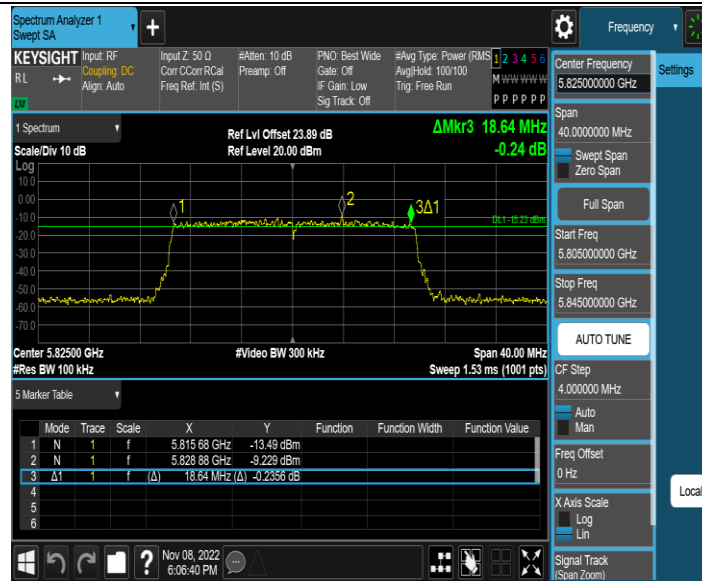 Spectrum Analyzer 1
Swept SA
Frequency
KEYSIGHT
RL
LXI
Input: RF
Coupling: DC
Align: Auto
Input Z: 50 Ω
Corr CCorr RCal
Freq Ref: Int (S)
#Atten: 10 dB
Preamp: Off
PNO: Best Wide
Gate: Off
IF Gain: Low
Sig Track: Off
#Avg Type: Power (RMS
Avg|Hold: 100/100
Trig: Free Run
1 2 3 4 5 6
M W W W W W
P P P P P P
1 Spectrum
Scale/Div 10 dB
Ref Lvl Offset 23.89 dB
Ref Level 20.00 dBm
ΔMkr3 18.64 MHz
-0.24 dB
Log
10.0
0.00
-10.0
-20.0
-30.0
-40.0
-50.0
-60.0
-70.0
1
2
3Δ1
DL1 -15.23 dBm
Center 5.82500 GHz
#Res BW 100 kHz
#Video BW 300 kHz
Span 40.00 MHz
Sweep 1.53 ms (1001 pts)
5 Marker Table
Mode Trace Scale X Y Function Function Width Function Value
1 N 1 f 5.815 68 GHz -13.49 dBm
2 N 1 f 5.828 88 GHz -9.229 dBm
3 Δ1 1 f (Δ) 18.64 MHz (Δ) -0.2356 dB
4
5
6
Nov 08, 2022
6:06:40 PM
Center Frequency
5.825000000 GHz
Span
40.0000000 MHz
Swept Span
Zero Span
Full Span
Start Freq
5.805000000 GHz
Stop Freq
5.845000000 GHz
AUTO TUNE
CF Step
4.000000 MHz
Auto
Man
Freq Offset
0 Hz
X Axis Scale
Log
Lin
Signal Track
(Span Zoom)
Settings
Local